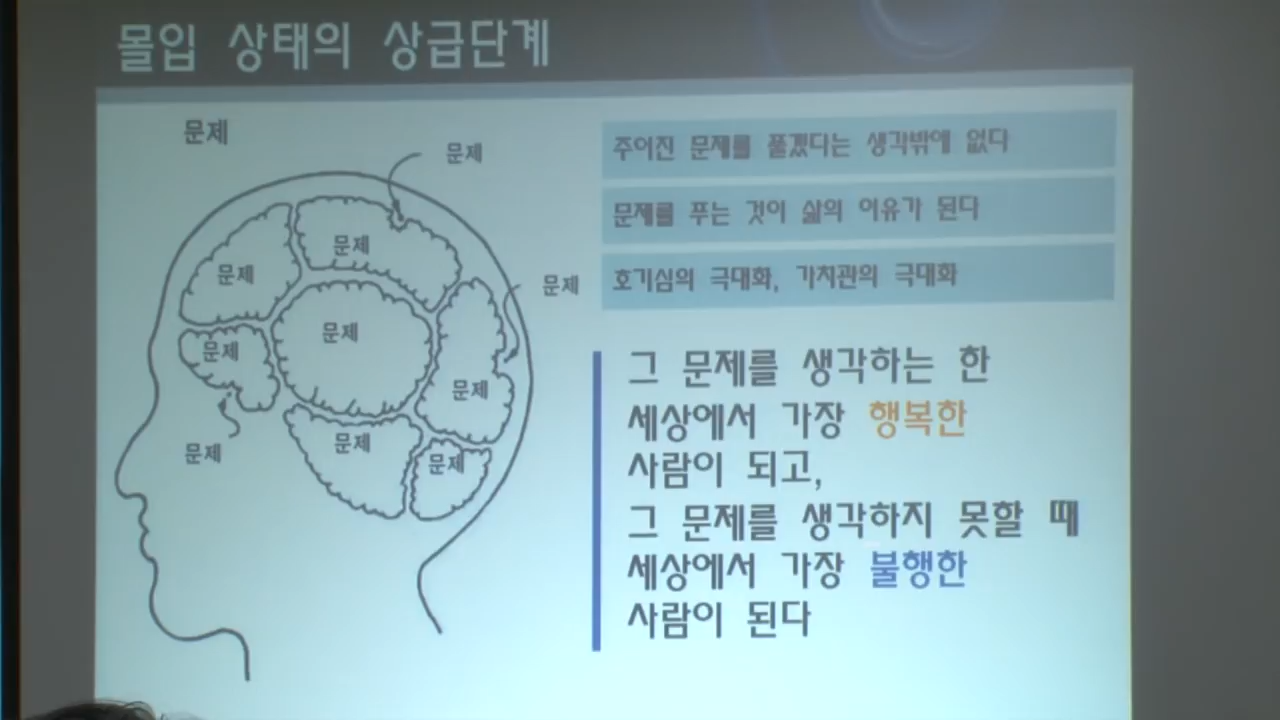 몰입 상태의 상급단계
문제
문제
문제
문제
문제
문제
문제
문제
문제
문제
문제
주어진 문제를 풀겠다는 생각밖에 없다
문제를 푸는 것이 삶의 이유가 된다
호기심의 극대화, 가치관의 극대화
그 문제를 생각하는 한
세상에서 가장 행복한
사람이 되고,
그 문제를 생각하지 못할 때
세상에서 가장 불행한
사람이 된다